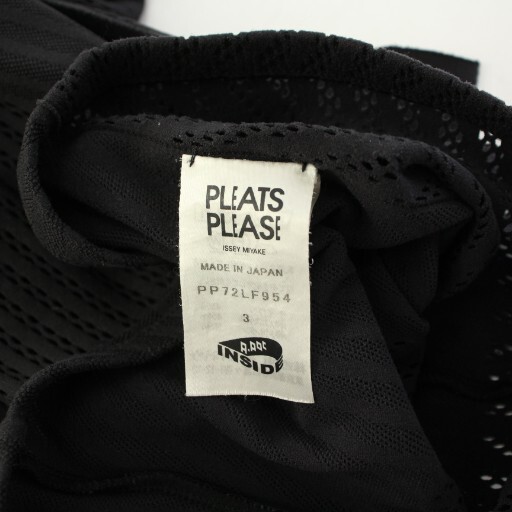 PLEATS
PLEASE
ISSEY MIYAKE
MADE IN JAPAN
PP72LF954
3
A.POC
INSIDE